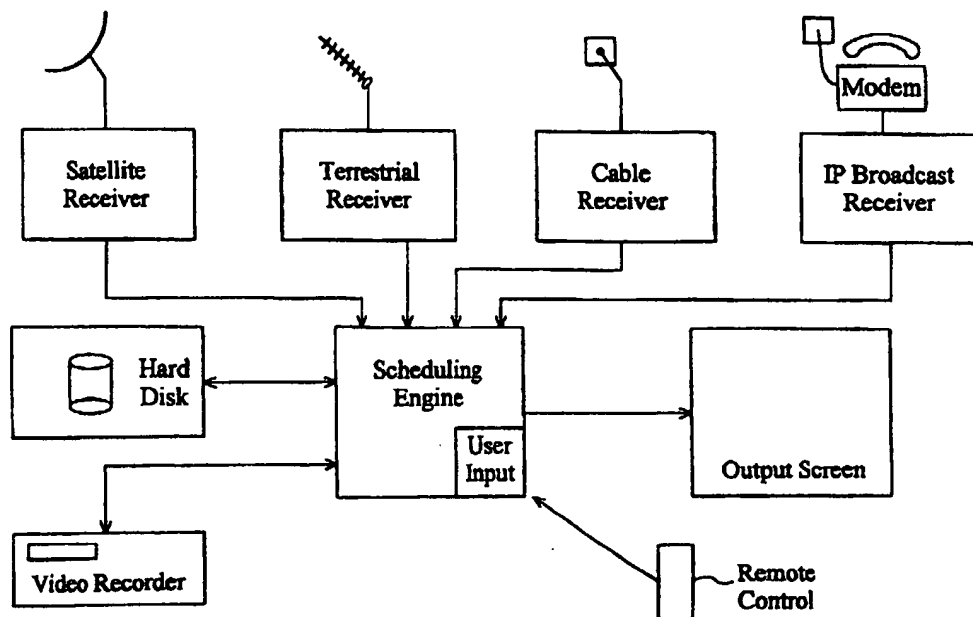 Modem
Satellite
Receiver
Terrestrial
Receiver
Cable
Receiver
IP Broadcast
Receiver
Hard
Disk
Scheduling
Engine
User
Input
Output Screen
Video Recorder
Remote
Control